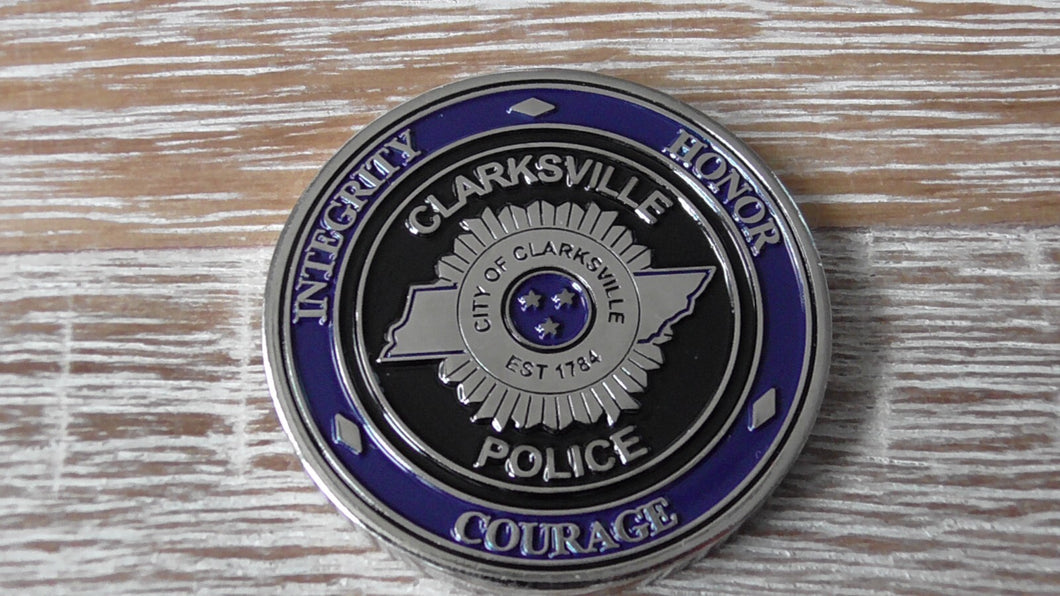 INTEGRITY
HONOR
COURAGE
CLARKSVILLE
POLICE
CITY OF CLARKSVILLE
EST 1784